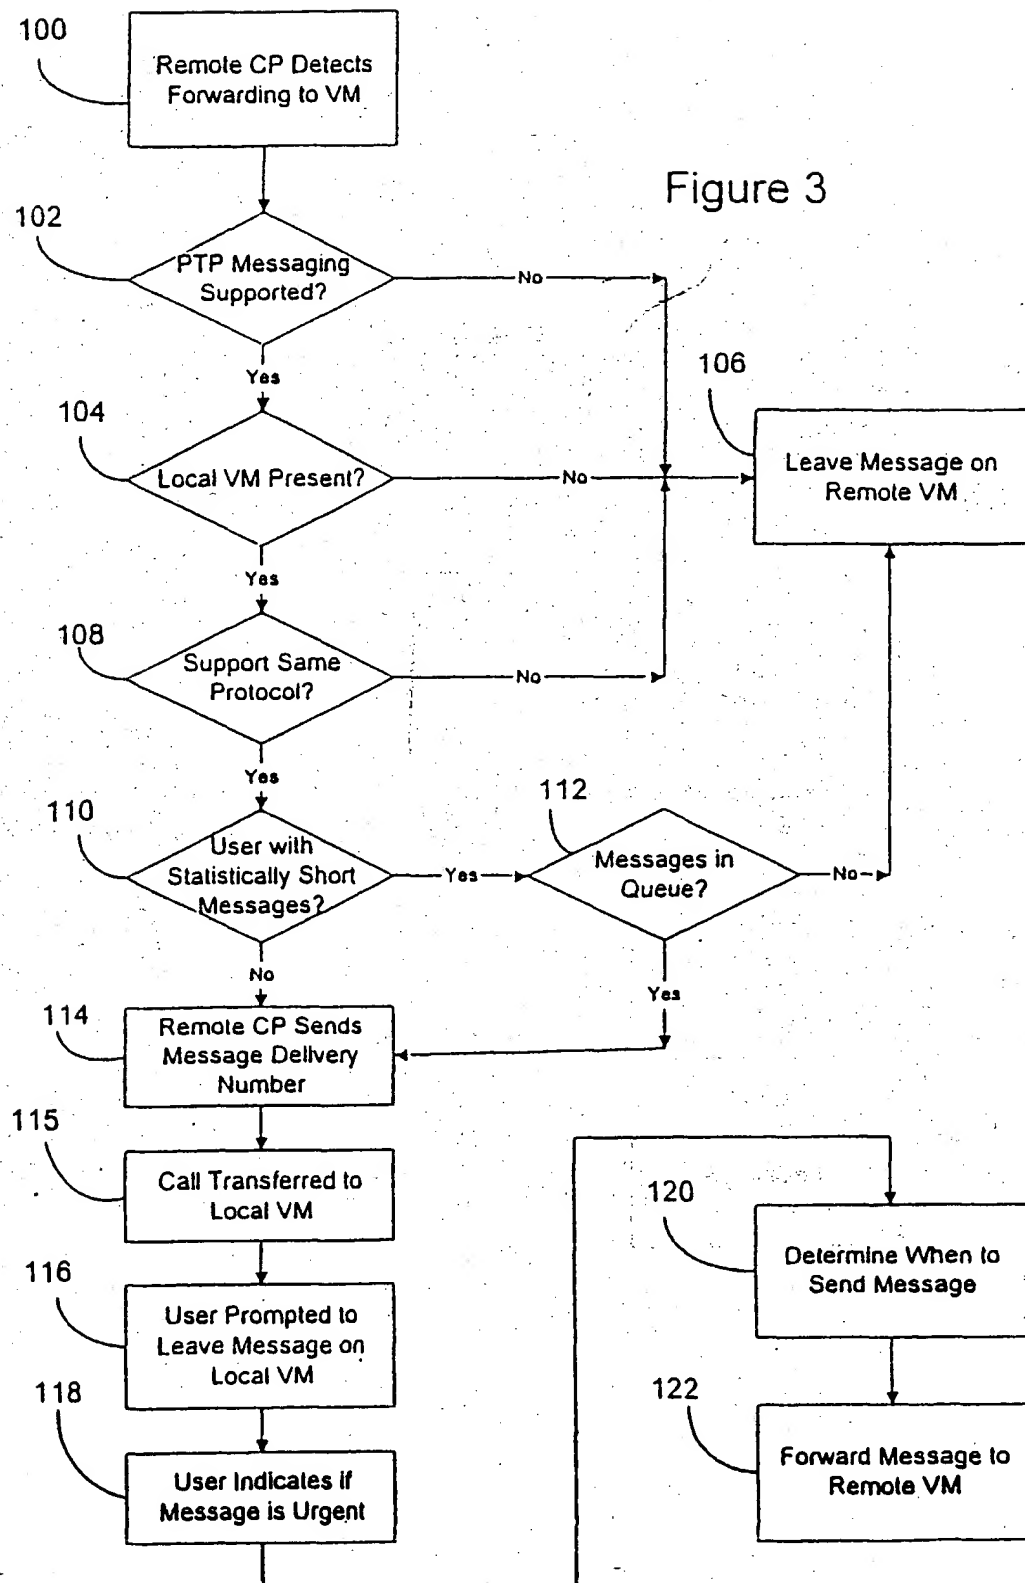 100
Remote CP Detects
Forwarding to VM
Figure 3
102
PTP Messaging
Supported?
No
Yes
104
Local VM Present?
No
106
Leave Message on
Remote VM
Yes
108
Support Same
Protocol?
No
Yes
110
User with
Statistically Short
Messages?
Yes
112
Messages in
Queue?
No
No
Yes
114
Remote CP Sends
Message Delivery
Number
115
Call Transferred to
Local VM
116
User Prompted to
Leave Message on
Local VM
118
User Indicates if
Message is Urgent
120
Determine When to
Send Message
122
Forward Message to
Remote VM